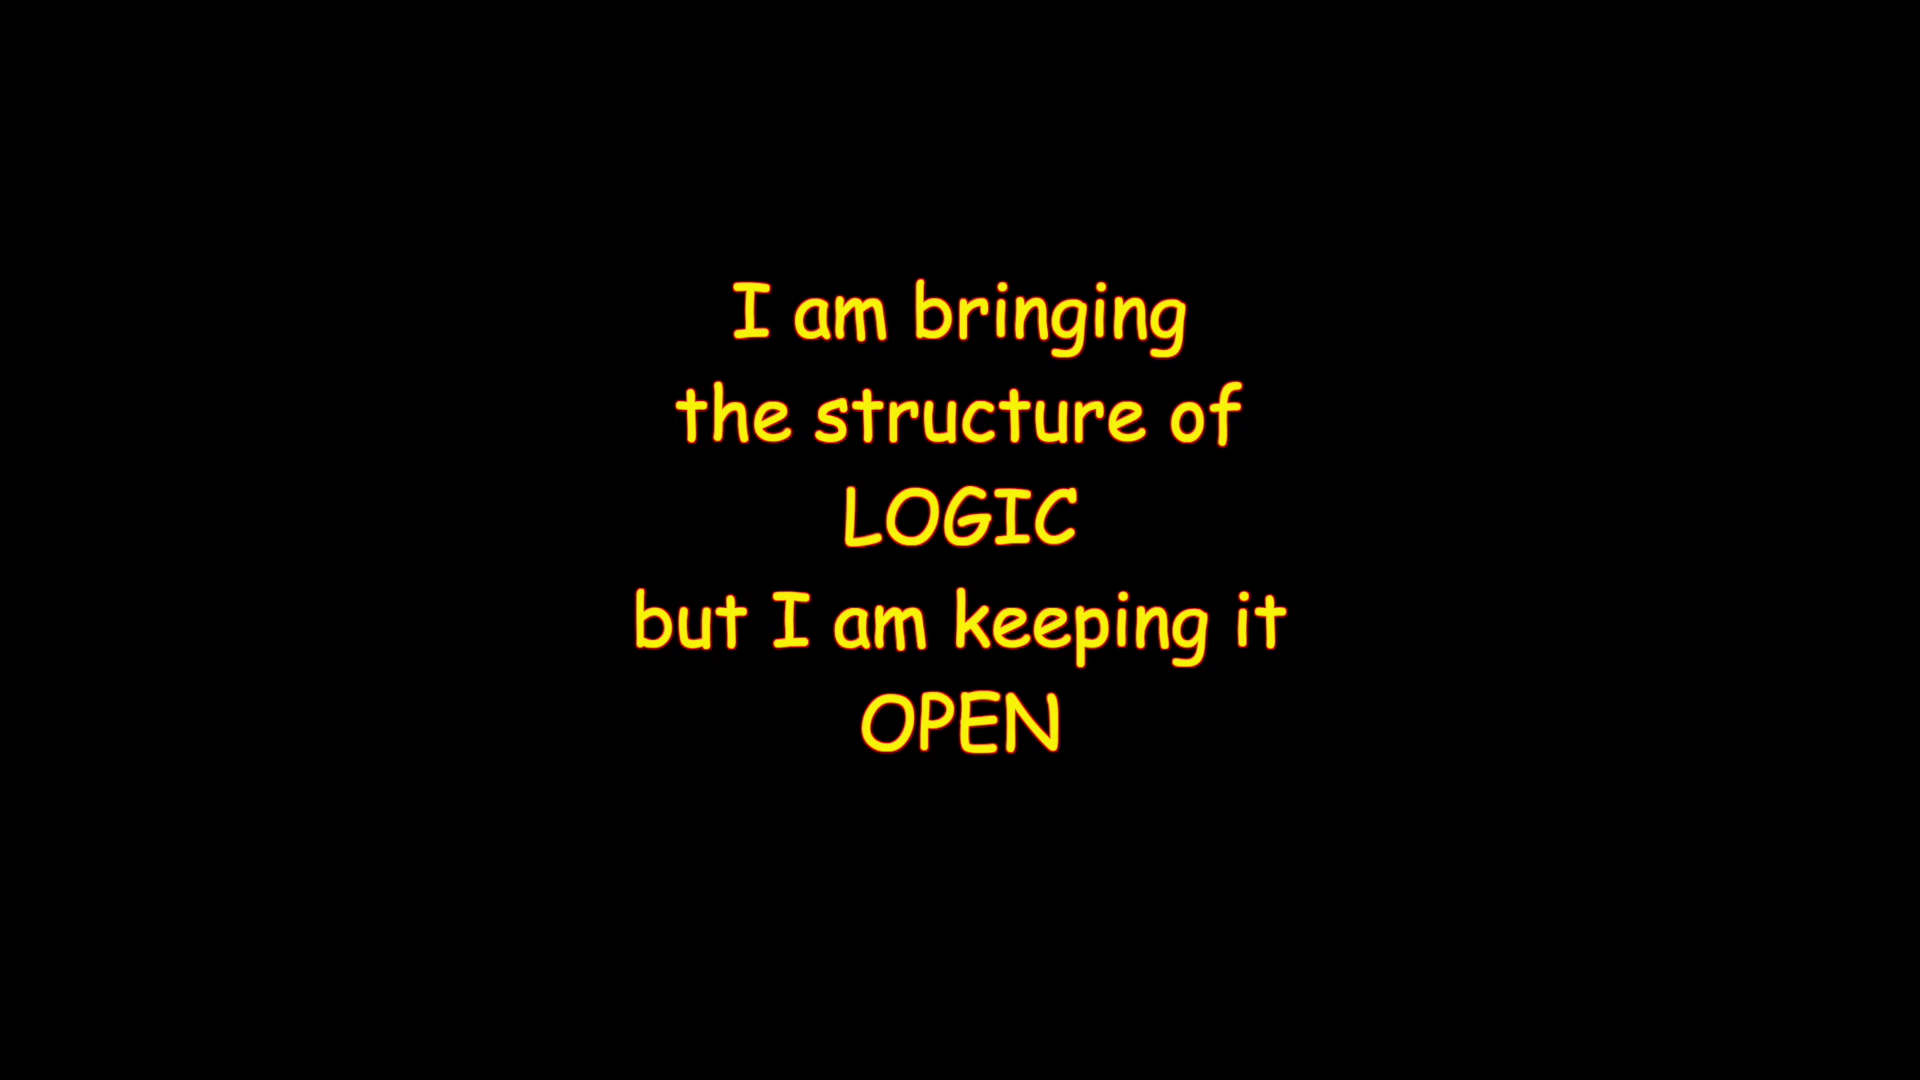 I am bringing
the structure of
LOGIC
but I am keeping it
OPEN